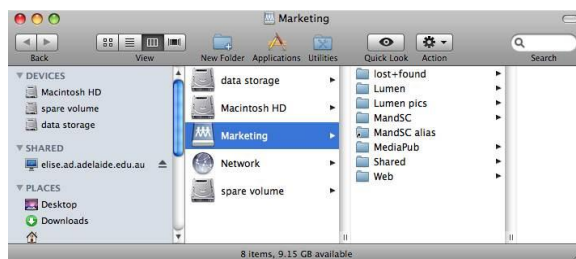 Marketing
Back
View
New Folder
Applications
Utilities
Quick Look
Action
Search
DEVICES
Macintosh HD
spare volume
data storage
SHARED
elise.ad.adelaide.edu.au
PLACES
Desktop
Downloads
data storage
Macintosh HD
Marketing
Network
spare volume
lost+found
Lumen
Lumen pics
MandSC
MandSC alias
MediaPub
Shared
Web
8 items, 9.15 GB available